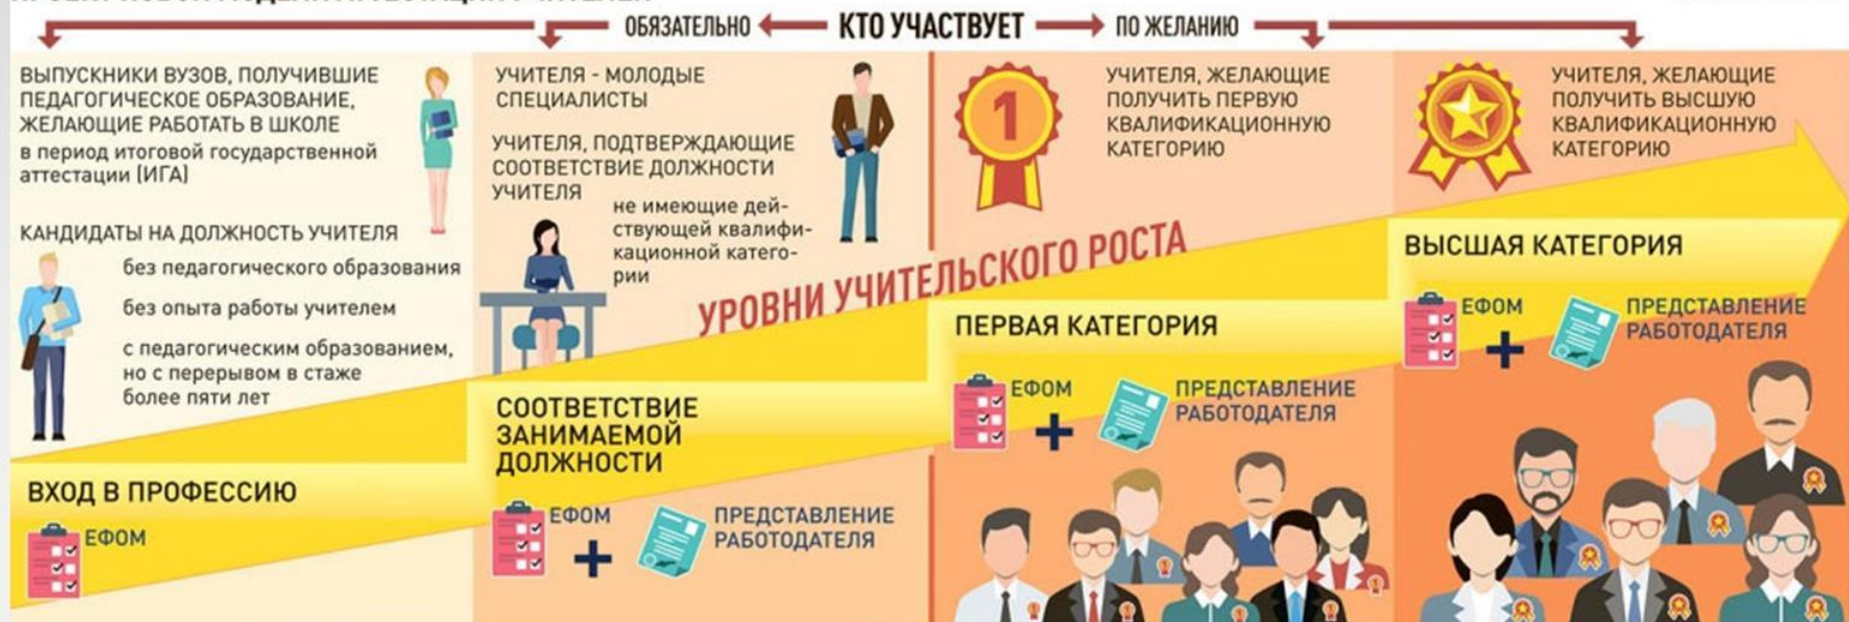 ОБЯЗАТЕЛЬНО
КТО УЧАСТВУЕТ
ПО ЖЕЛАНИЮ
ВЫПУСКНИКИ ВУЗОВ, ПОЛУЧИВШИЕ
ПЕДАГОГИЧЕСКОЕ ОБРАЗОВАНИЕ,
ЖЕЛАЮЩИЕ РАБОТАТЬ В ШКОЛЕ
в период итоговой государственной
аттестации (ИГА)
КАНДИДАТЫ НА ДОЛЖНОСТЬ УЧИТЕЛЯ
без педагогического образования
без опыта работы учителем
с педагогическим образованием,
но с перерывом в стаже
более пяти лет
ВХОД В ПРОФЕССИЮ
ЕФОМ
УЧИТЕЛЯ - МОЛОДЫЕ
СПЕЦИАЛИСТЫ
УЧИТЕЛЯ, ПОДТВЕРЖДАЮЩИЕ
СООТВЕТСТВИЕ ДОЛЖНОСТИ
УЧИТЕЛЯ
не имеющие дей-
ствующей квалифи-
кационной катего-
рии
СООТВЕТСТВИЕ
ЗАНИМАЕМОЙ
ДОЛЖНОСТИ
ЕФОМ
+
ПРЕДСТАВЛЕНИЕ
РАБОТОДАТЕЛЯ
УРОВНИ УЧИТЕЛЬСКОГО РОСТА
1
УЧИТЕЛЯ, ЖЕЛАЮЩИЕ
ПОЛУЧИТЬ ПЕРВУЮ
КВАЛИФИКАЦИОННУЮ
КАТЕГОРИЮ
ПЕРВАЯ КАТЕГОРИЯ
ЕФОМ
+
ПРЕДСТАВЛЕНИЕ
РАБОТОДАТЕЛЯ
УЧИТЕЛЯ, ЖЕЛАЮЩИЕ
ПОЛУЧИТЬ ВЫСШУЮ
КВАЛИФИКАЦИОННУЮ
КАТЕГОРИЮ
ВЫСШАЯ КАТЕГОРИЯ
ЕФОМ
+
ПРЕДСТАВЛЕНИЕ
РАБОТОДАТЕЛЯ